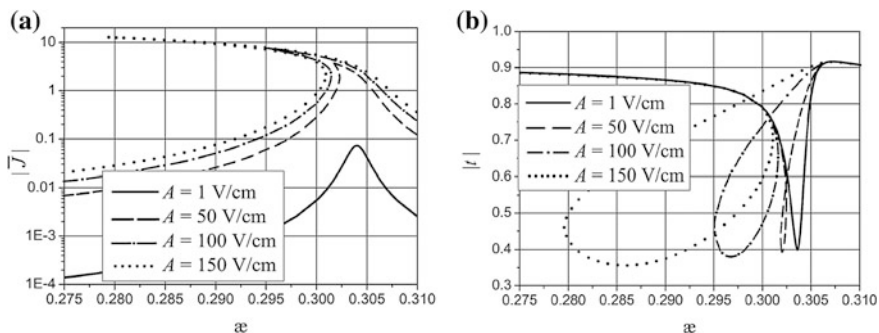 (a)
|J̅|
10
1
0.1
0.01
1E-3
1E-4
A = 1 V/cm
A = 50 V/cm
A = 100 V/cm
A = 150 V/cm
0.275 0.280 0.285 0.290 0.295 0.300 0.305 0.310
æ
(b)
|t|
1.0
0.9
0.8
0.7
0.6
0.5
0.4
0.3
A = 1 V/cm
A = 50 V/cm
A = 100 V/cm
A = 150 V/cm
0.275 0.280 0.285 0.290 0.295 0.300 0.305 0.310
æ